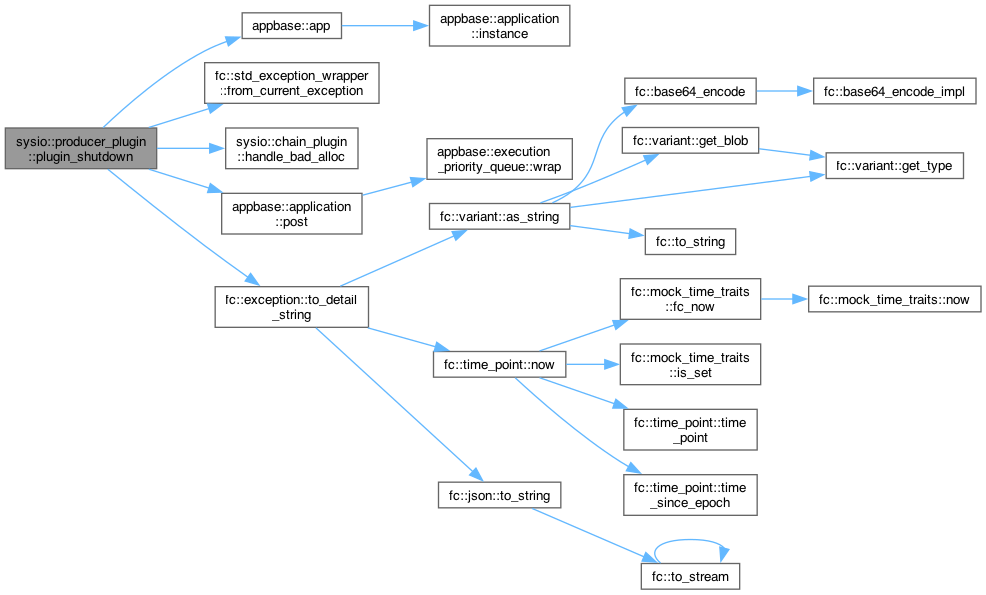 appbase::app
appbase::application
::instance
fc::std_exception_wrapper
::from_current_exception
sysio::producer_plugin
::plugin_shutdown
sysio::chain_plugin
::handle_bad_alloc
appbase::execution
_priority_queue::wrap
appbase::application
::post
fc::base64_encode
fc::base64_encode_impl
fc::variant::get_blob
fc::variant::get_type
fc::variant::as_string
fc::to_string
fc::exception::to_detail
_string
fc::mock_time_traits
::fc_now
fc::mock_time_traits::now
fc::time_point::now
fc::mock_time_traits
::is_set
fc::time_point::time
_point
fc::json::to_string
fc::time_point::time
_since_epoch
fc::to_stream